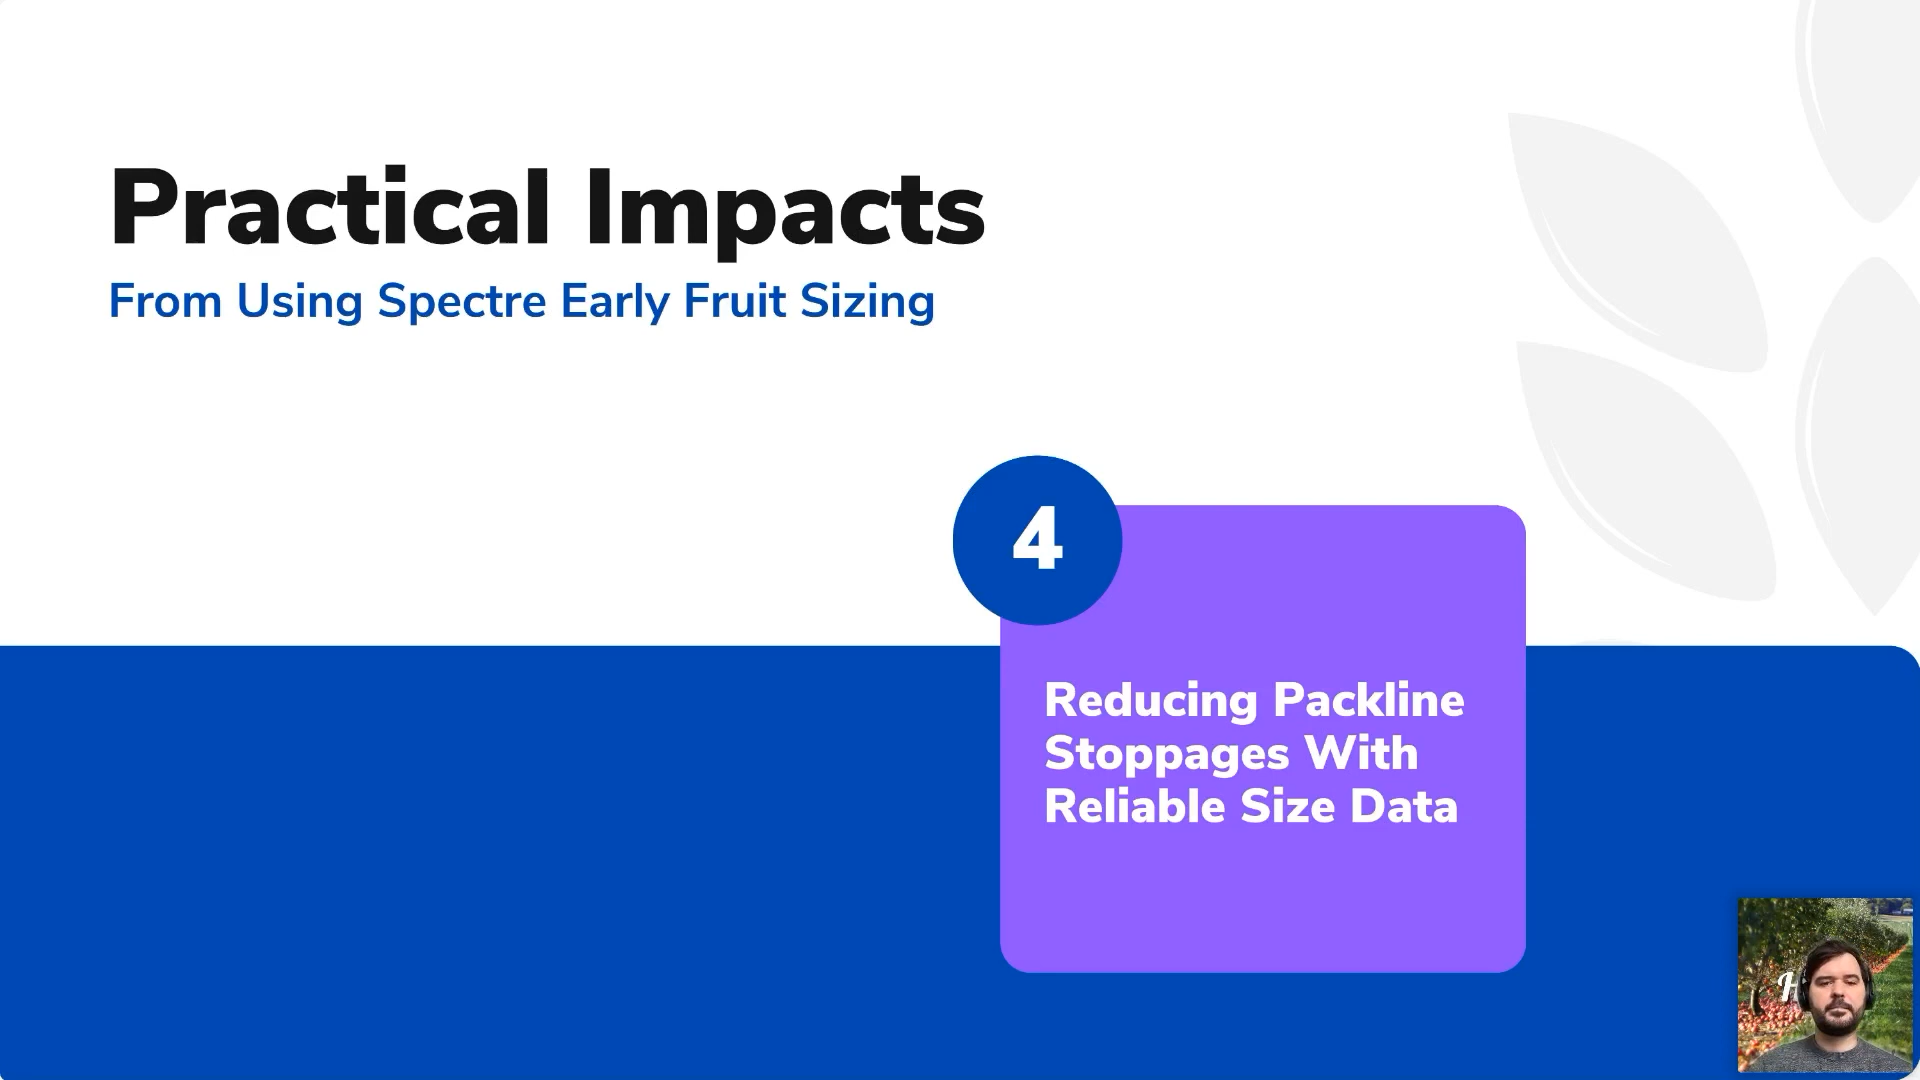 Practical Impacts
From Using Spectre Early Fruit Sizing
4
Reducing Packline
Stoppages With
Reliable Size Data